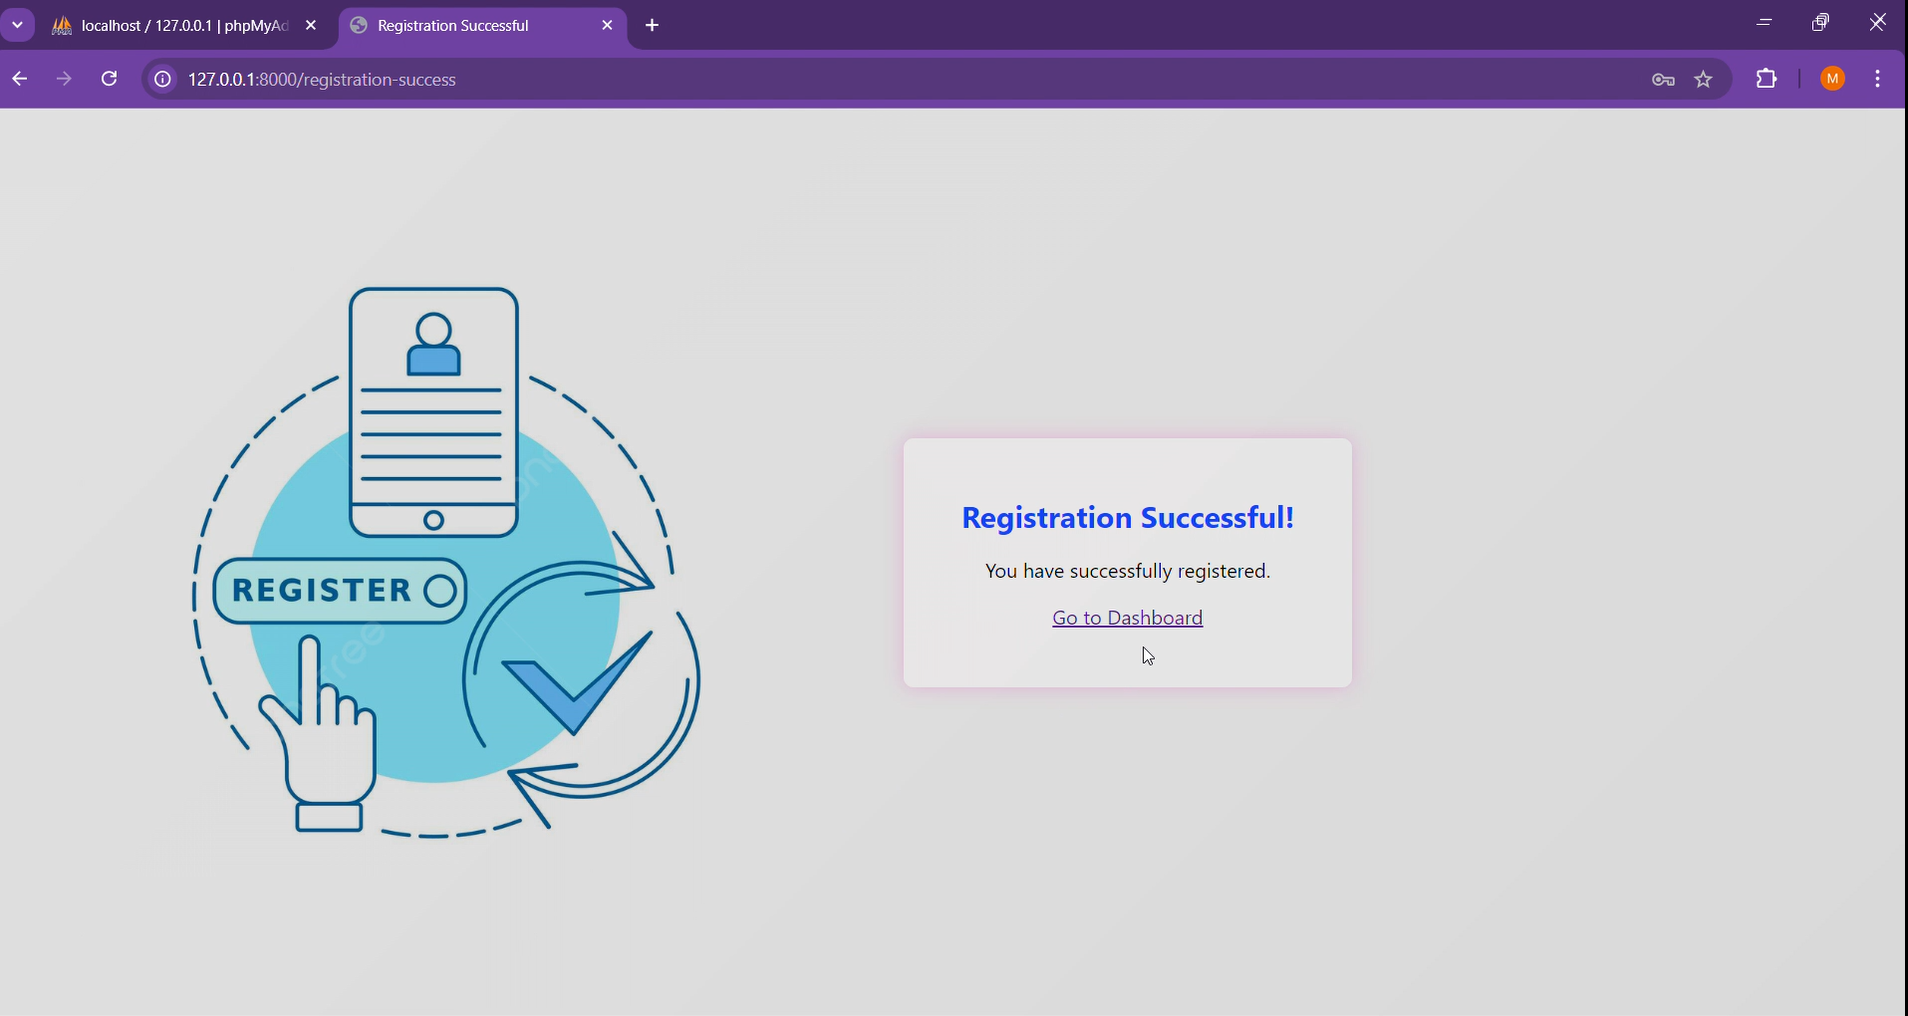 localhost / 127.0.0.1 | phpMyAd
Registration Successful
127.0.0.1:8000/registration-success
M
REGISTER
Registration Successful!
You have successfully registered.
Go to Dashboard
free